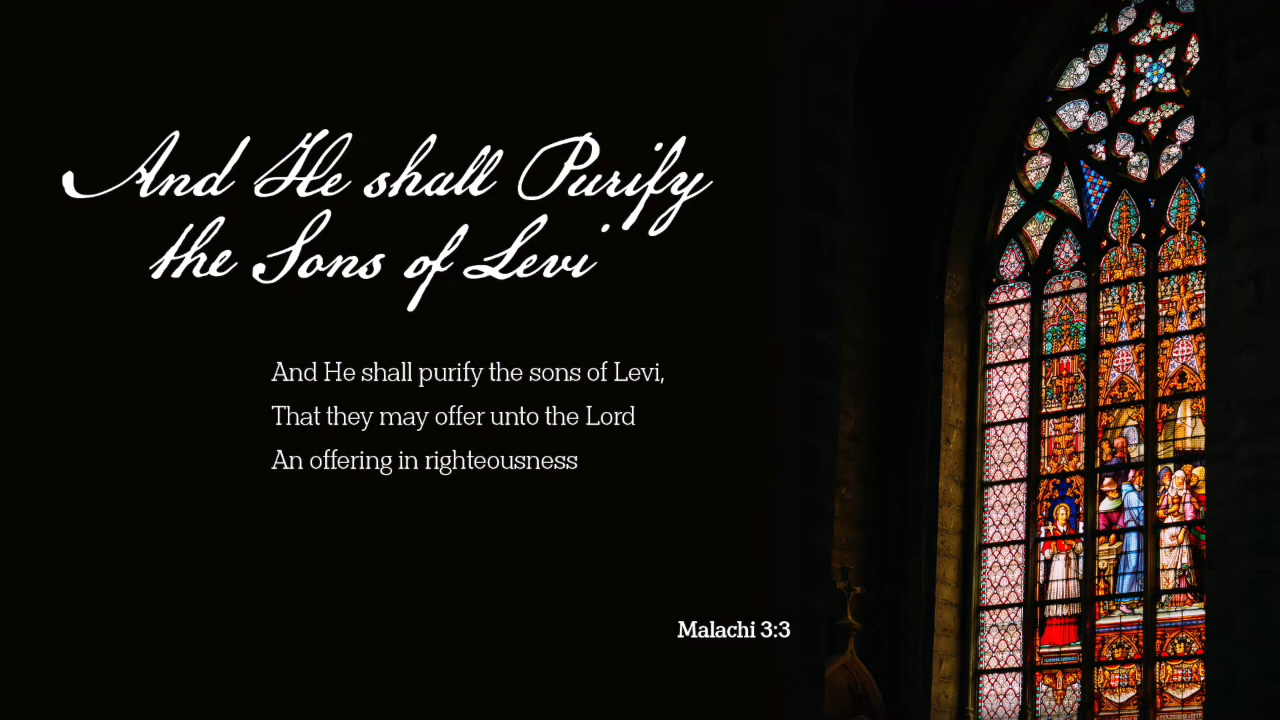 And He shall Purify
the Sons of Levi
And He shall purify the sons of Levi,
That they may offer unto the Lord
An offering in righteousness
Malachi 3:3